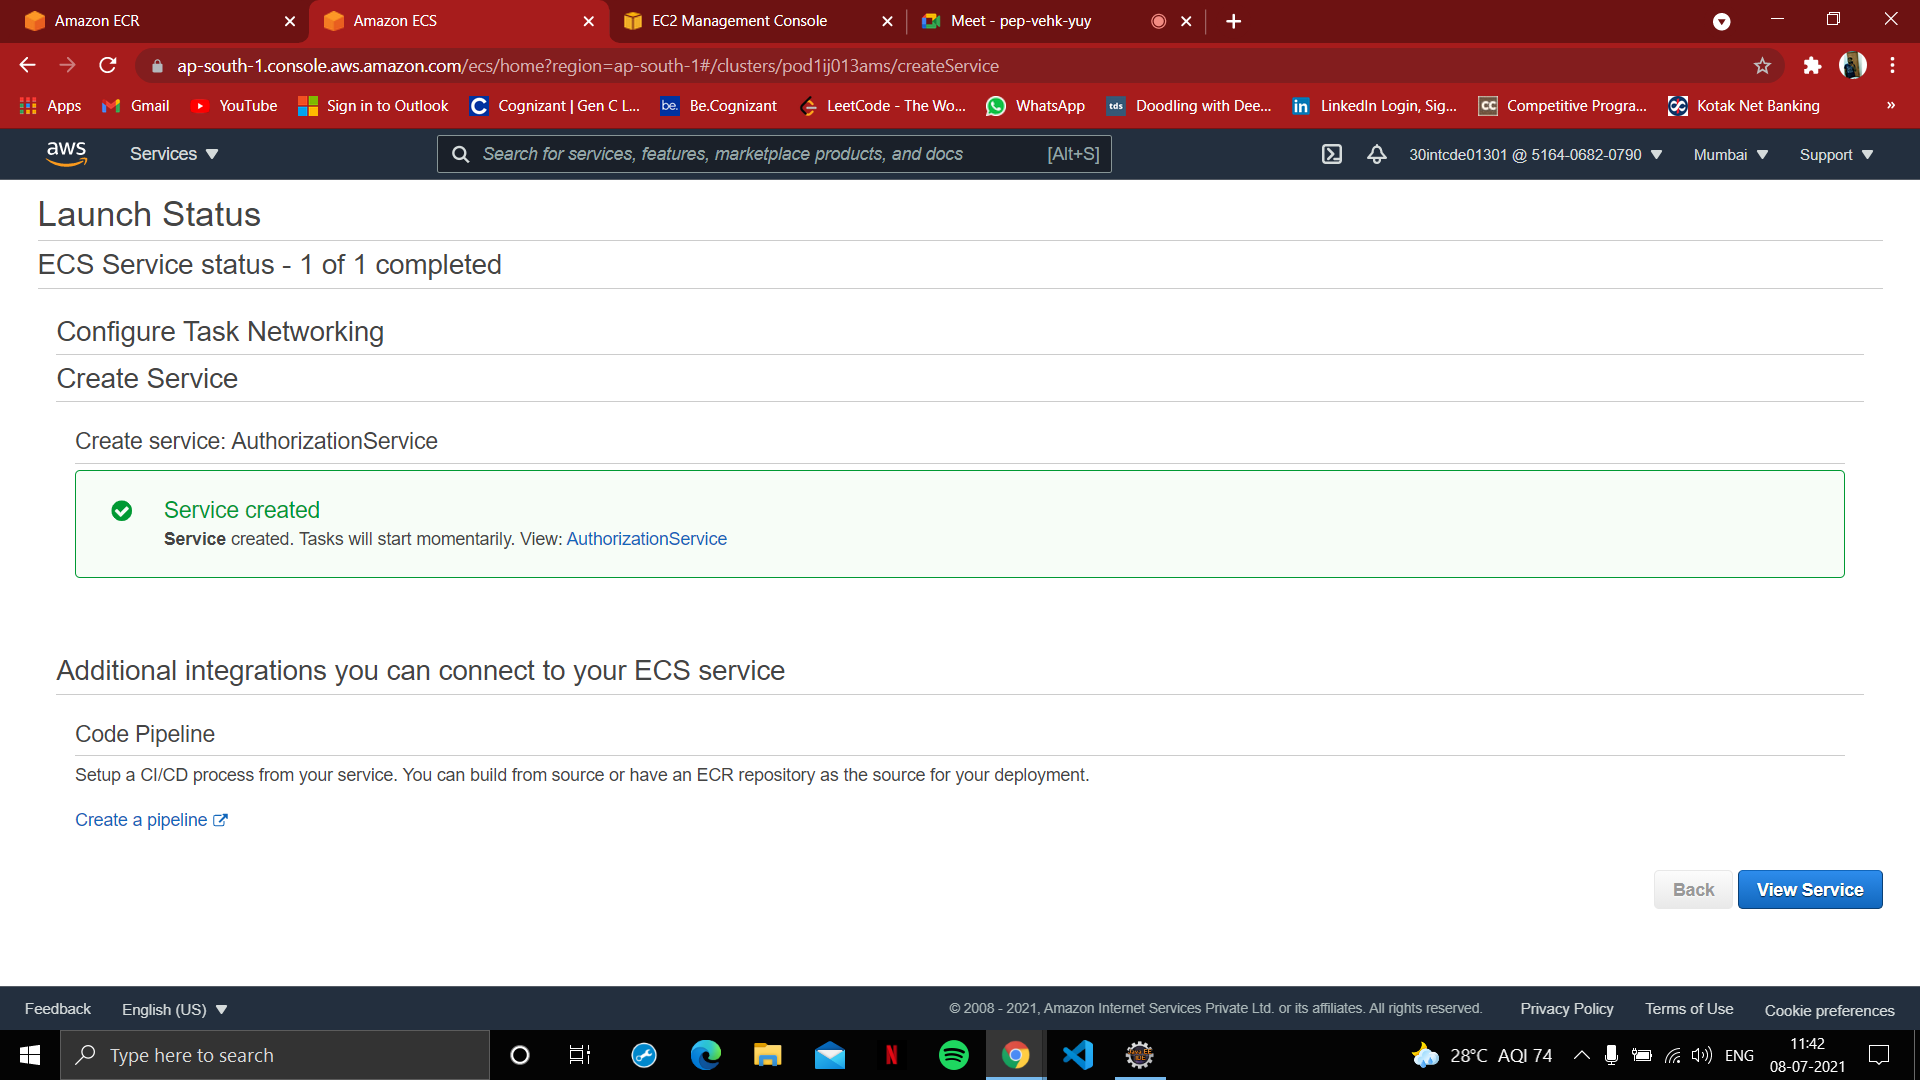 Amazon ECR
Amazon ECS
EC2 Management Console
Meet - pep-vehk-yuy
ap-south-1.console.aws.amazon.com/ecs/home?region=ap-south-1#/clusters/pod1ij013ams/createService
Apps
Gmail
YouTube
Sign in to Outlook
C
Cognizant | Gen C L...
be.
Be.Cognizant
LeetCode - The Wo...
WhatsApp
tds
Doodling with Dee...
in
LinkedIn Login, Sig...
CC
Competitive Progra...
Kotak Net Banking
»
aws
Services
Search for services, features, marketplace products, and docs
[Alt+S]
30intcde01301 @ 5164-0682-0790
Mumbai
Support
Launch Status
ECS Service status - 1 of 1 completed
Configure Task Networking
Create Service
Create service: AuthorizationService
Service created
Service created. Tasks will start momentarily. View: AuthorizationService
Additional integrations you can connect to your ECS service
Code Pipeline
Setup a CI/CD process from your service. You can build from source or have an ECR repository as the source for your deployment.
Create a pipeline
Back
View Service
Feedback
English (US)
© 2008 - 2021, Amazon Internet Services Private Ltd. or its affiliates. All rights reserved.
Privacy Policy
Terms of Use
Cookie preferences
Type here to search
N
28°C AQI 74
ENG
11:42
08-07-2021